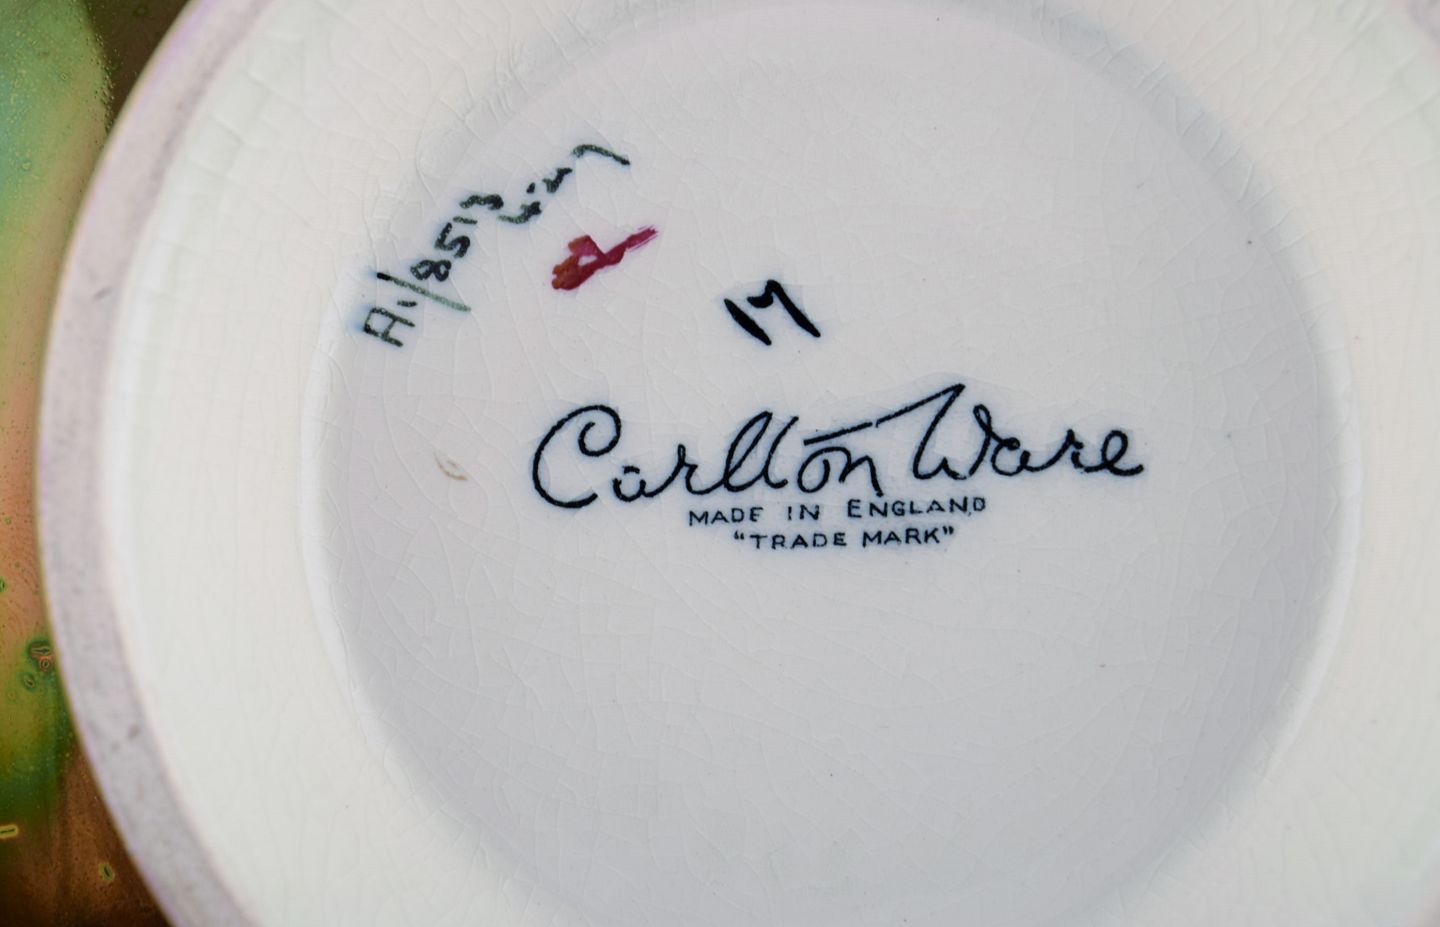 17
Carlton Ware
MADE IN ENGLAND
“TRADE MARK”